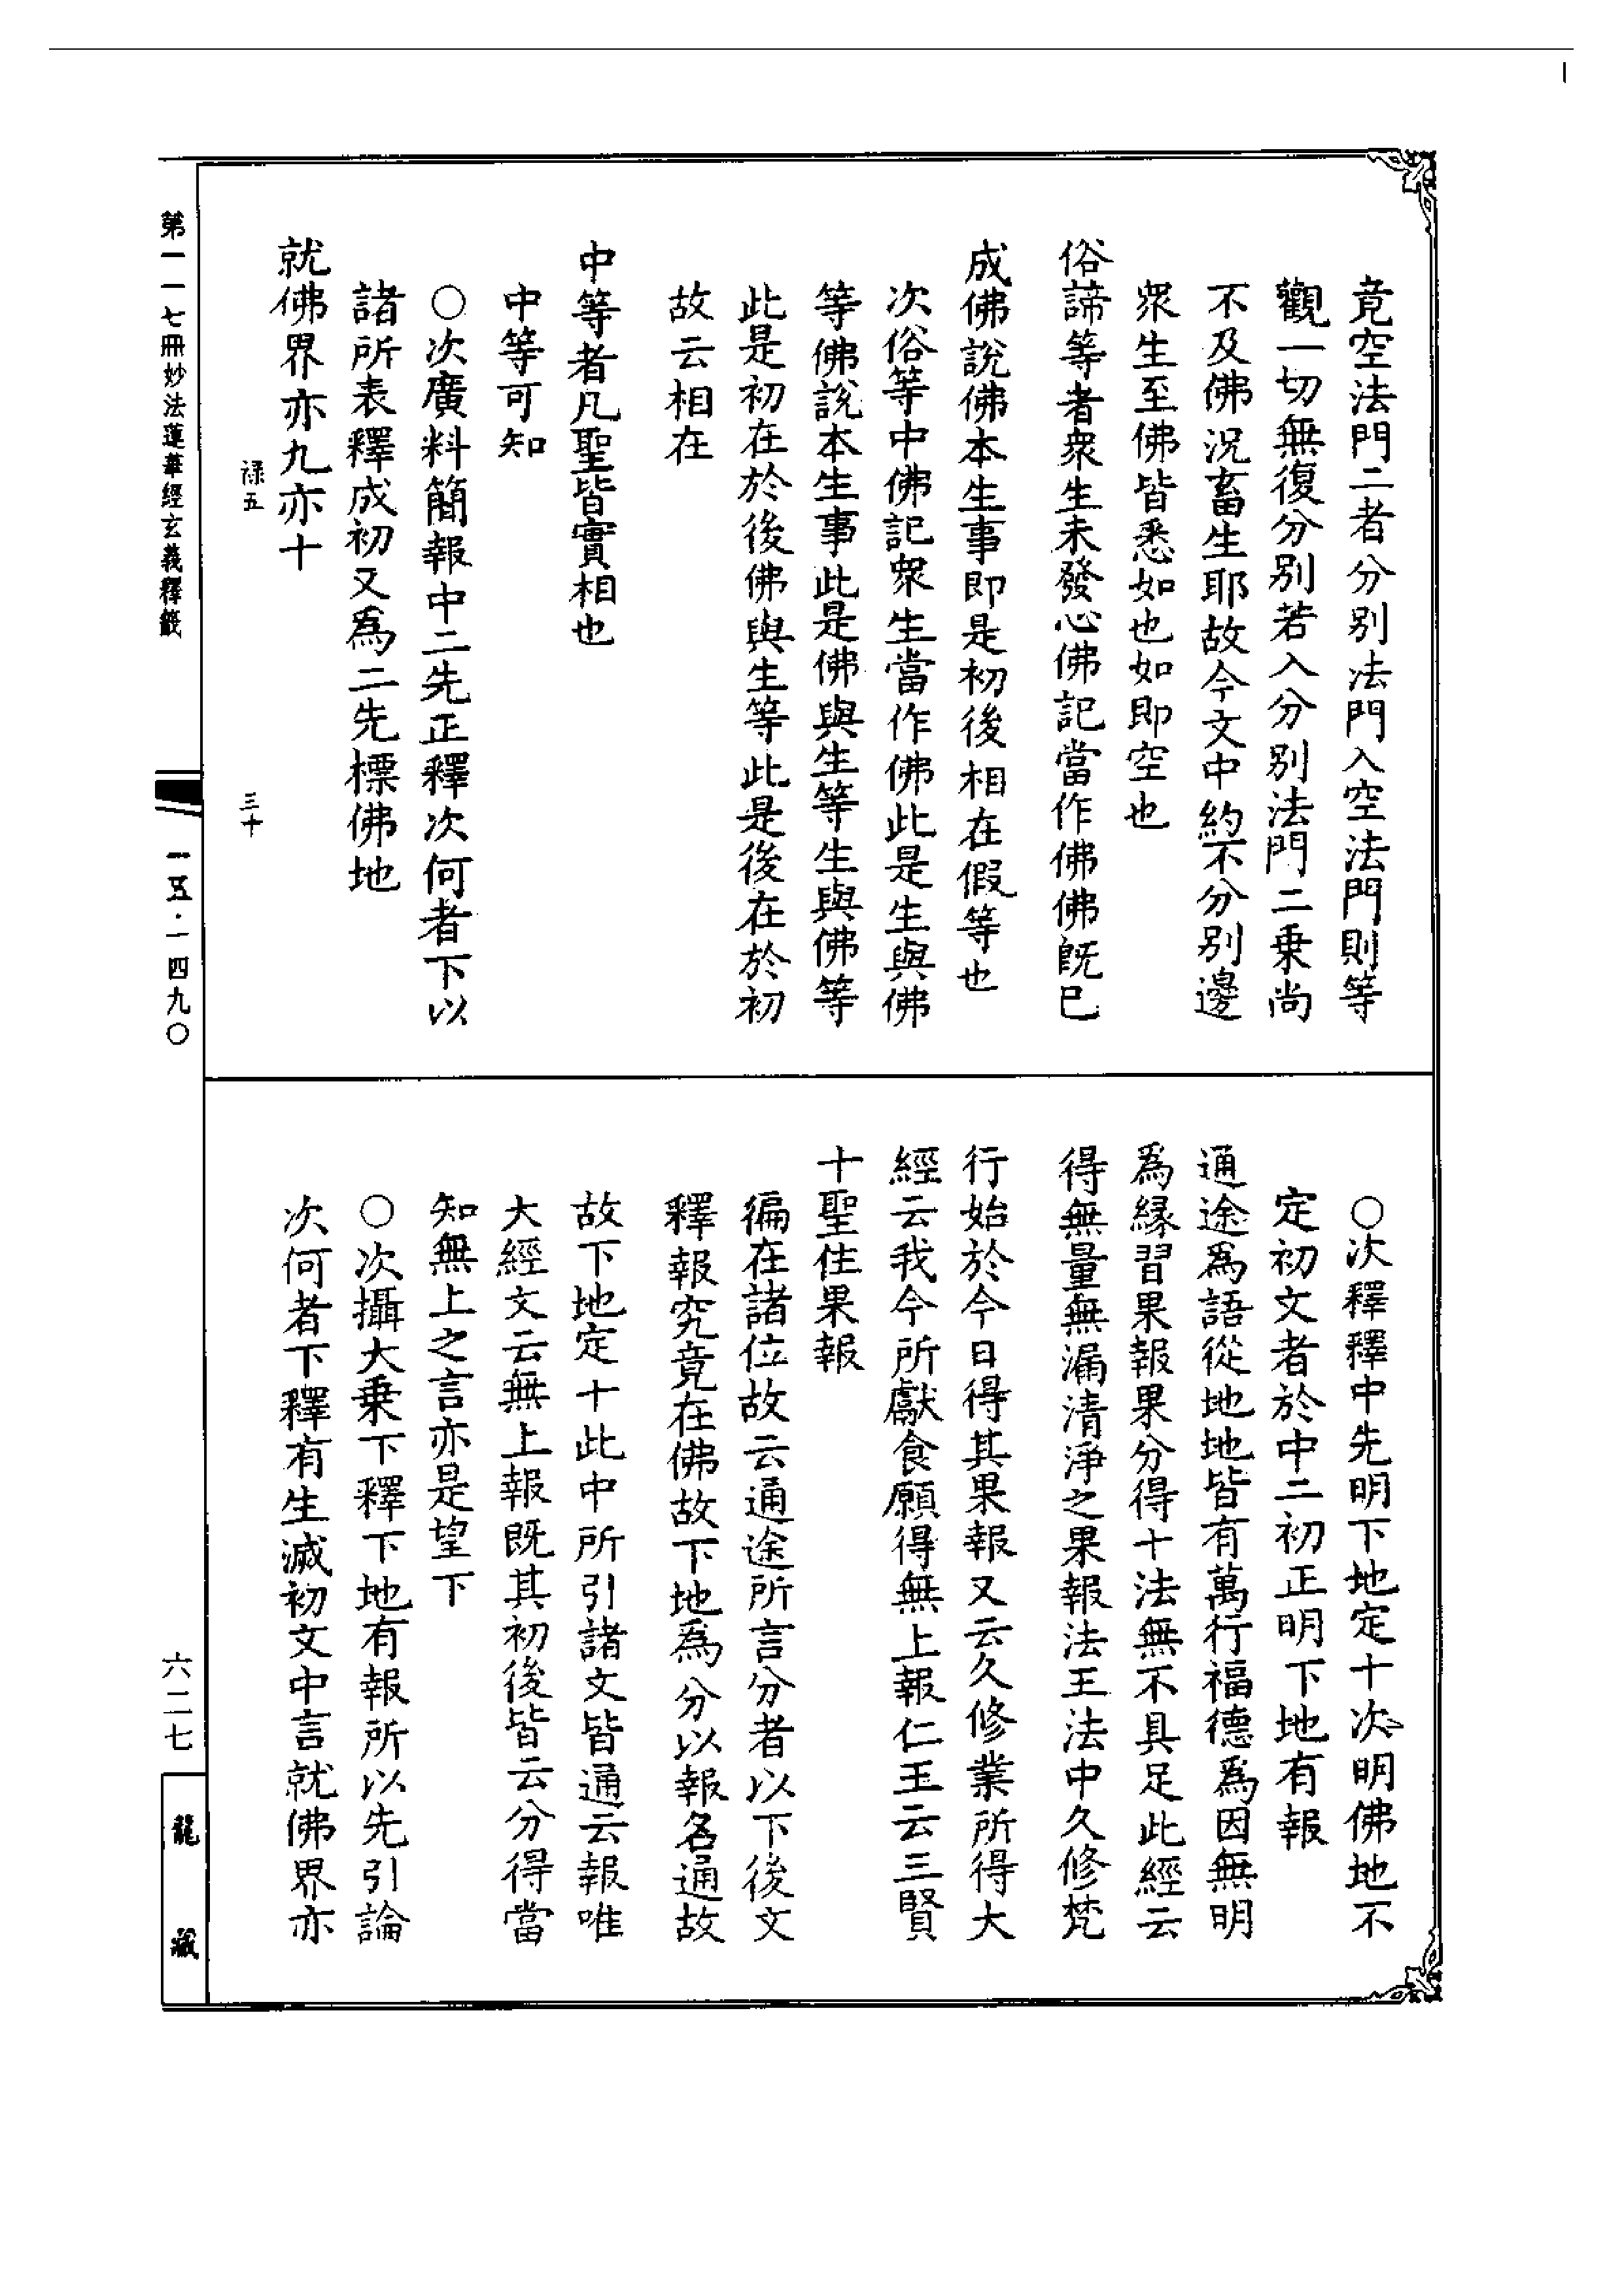 竟空法門二者分別法門入空法門則等
觀一切無復分別若入分別法門二乗尚
不及佛況畜生耶故今文中約不分別邊
衆生至佛皆悉如也如即空也
俗諦等者衆生未發心佛記當作佛佛旣已
成佛說佛本生事即是初後相在假等也
次俗等中佛記衆生當作佛此是生與佛
等佛說本生事此是佛與生等生與佛等
此是初在於後佛與生等此是後在於初
故云相在
中等者凡聖皆實相也
中等可知
○次廣料簡報中二先正釋次何者下以
諸所表釋成初又爲二先標佛地
就佛界亦九亦十
禄五 三十
○次釋釋中先明下地定十次明佛地不
定初文者於中二初正明下地有報
通途爲語從地地皆有萬行福德爲因無明
爲緣習果報果分得十法無不具足此經云
得無量無漏清淨之果報法王法中久修梵
行始於今日得其果報又云久修業所得大
經云我今所獻食願得無上報仁王云三賢
十聖住果報
徧在諸位故云通途所言分者以下後文
釋報究竟在佛故下地爲分以報名通故
故下地定十此中所引諸文皆通云報唯
大經文云無上報既其初後皆云分得當
知無上之言亦是望下
○次攝大乗下釋下地有報所以先引論
次何者下釋有生滅初文中言就佛界亦
第一一七冊妙法蓮華經玄義釋籤
一五·一四九〇
六二七
龍藏